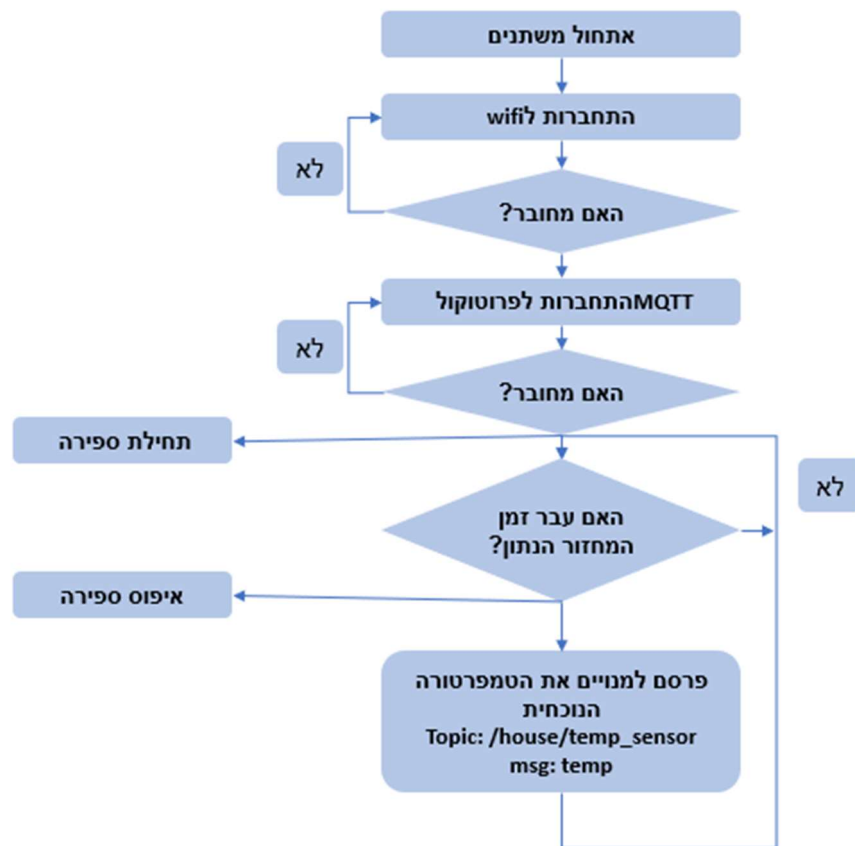 אתחול משתנים
התחברות לwifi
לא
האם מחובר?
התחברות לפרוטוקולMQTT
לא
האם מחובר?
תחילת ספירה
לא
האם עבר זמן
המחזור הנתון?
איפוס ספירה
פרסם למנויים את הטמפרטורה
הנוכחית
Topic: /house/temp_sensor
msg: temp